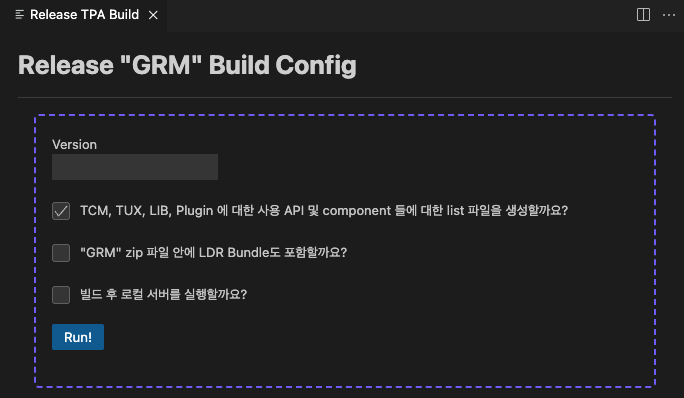 Release TPA Build
Release "GRM" Build Config
Version
TCM, TUX, LIB, Plugin 에 대한 사용 API 및 component 들에 대한 list 파일을 생성할까요?
"GRM" zip 파일 안에 LDR Bundle도 포함할까요?
빌드 후 로컬 서버를 실행할까요?
Run!